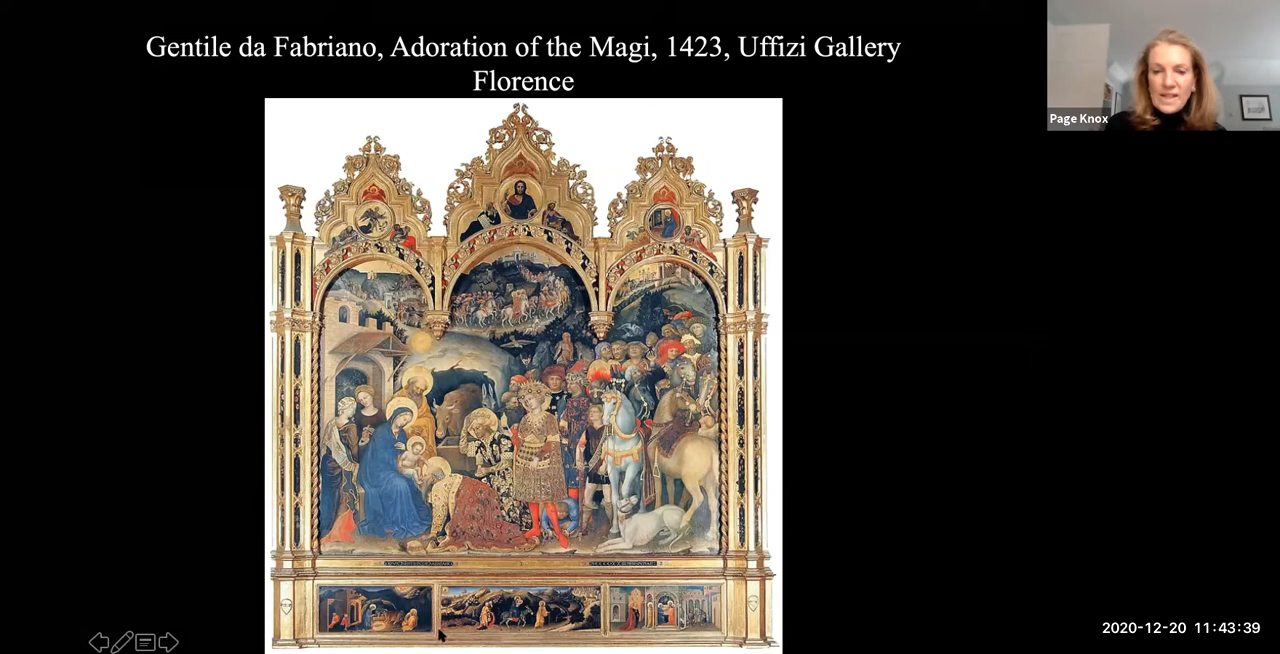 Gentile da Fabriano, Adoration of the Magi, 1423, Uffizi Gallery
Florence
Page Knox
2020-12-20 11:43:39